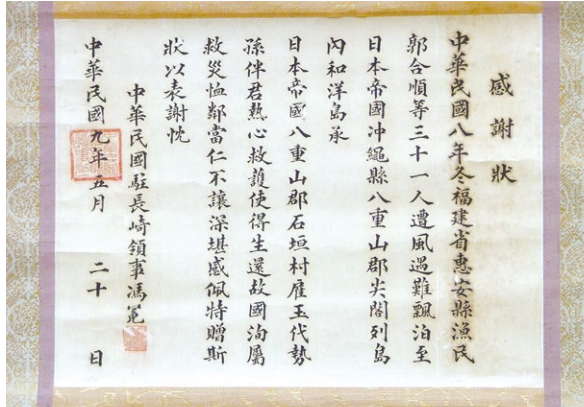 感謝狀
中華民國八年冬福建省惠安縣漁民
郭合順等三十一人遭風遇難飄泊至
日本帝國沖繩縣八重山郡尖閣列島
內和洋島承
日本帝國八重山郡石垣村雇玉代勢
孫伴君熱心救護使得生還故國洵屬
救災恤鄰當仁不讓深堪感佩特贈斯
狀以表謝忱
中華民國駐長崎領事馮冕
中華民國九年五月二十日